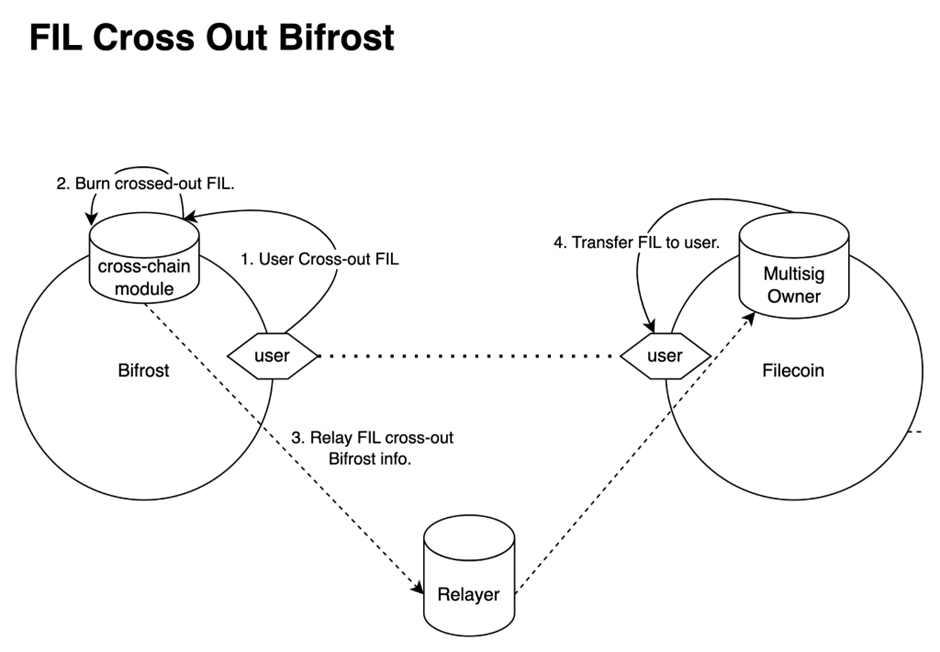 FIL Cross Out Bifrost
2. Burn crossed-out FIL.
cross-chain
module
1. User Cross-out FIL
4. Transfer FIL to user.
Multisig
Owner
user
user
Bifrost
Filecoin
3. Relay FIL cross-out
Bifrost info.
Relayer